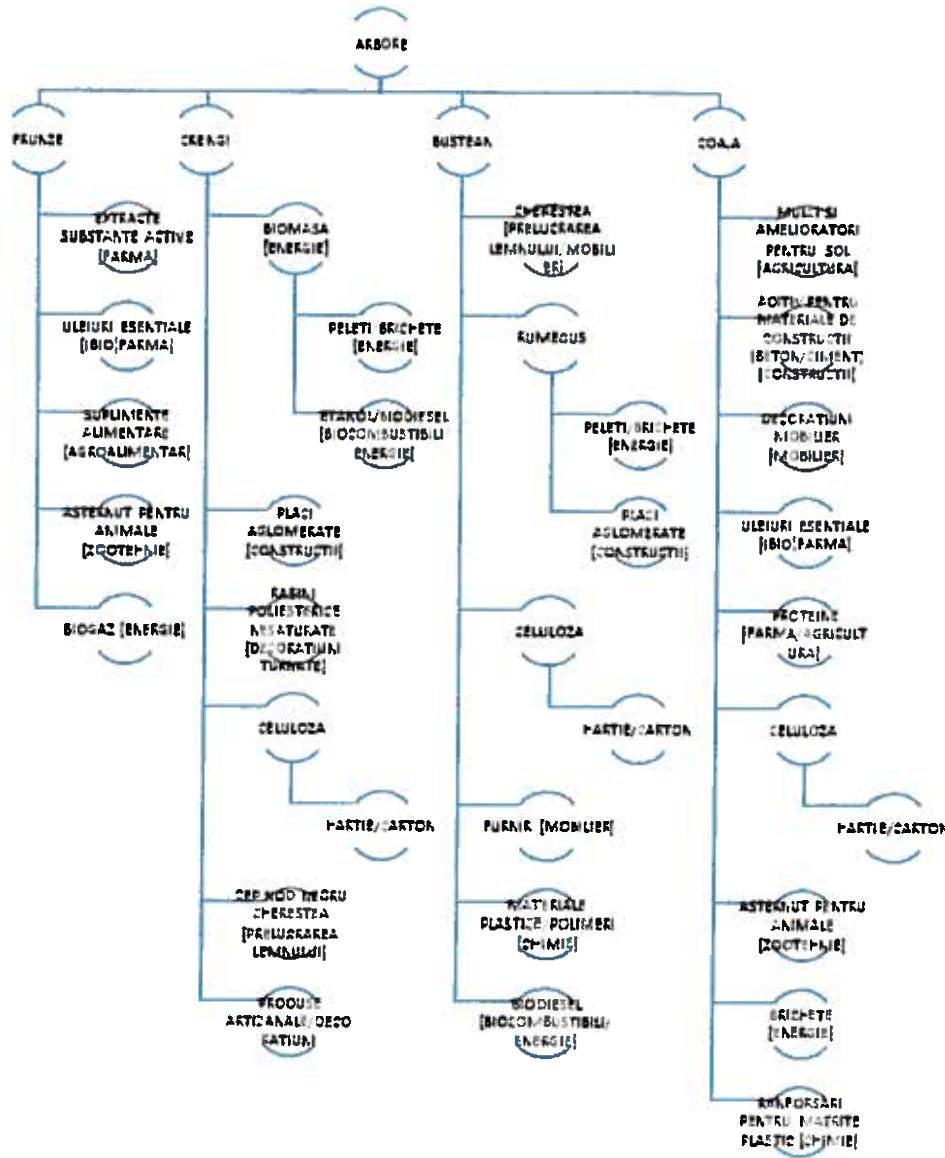 ARBORE
FRUNZE
EXTRACTE
SUBSTANTE ACTIVE
[FARMA]
ULEIURI ESENTIALE
[(BIO)FARMA]
SUPLIMENTE
ALIMENTARE
[AGROALIMENTAR]
ASTERNUT PENTRU
ANIMALE
[ZOOTEHNIE]
BIOGAZ [ENERGIE]
CRENGI
BIOMASA
[ENERGIE]
PELETI BRICHETE
[ENERGIE]
ETANOL/BIODIESEL
[BIOCOMBUSTIBILI
ENERGIE]
PLACI
AGLOMERATE
[CONSTRUCTII]
RASINI
POLIESTERICE
NESATURATE
[DECORATIUNI
TURNATE]
CELULOZA
HARTIE/CARTON
CEP NOD NEGRU
CHERESTEA
[PRELUCRAREA
LEMNULUI]
PRODUSE
ARTIZANALE/DECO
RATIUNI
BUSTEAN
CHERESTEA
[PRELUCRAREA
LEMNULUI, MOBILI
ER]
RUMEGUS
PELETI/BRICHETE
[ENERGIE]
PLACI
AGLOMERATE
[CONSTRUCTII]
CELULOZA
HARTIE/CARTON
FURNIR [MOBILIER]
MATERIALE
PLASTICE/POLIMERI
[CHIMIE]
BIODIESEL
[BIOCOMBUSTIBILI/
ENERGIE]
COAJA
MULCI SI
AMELIORATORI
PENTRU SOL
[AGRICULTURA]
ADITIV PENTRU
MATERIALE DE
CONSTRUCTII
(BETON/CIMENT)
[CONSTRUCTII]
DECORATIUNI
MOBILIER
[MOBILIER]
ULEIURI ESENTIALE
[(BIO)FARMA]
PROTEINE
[FARMA/AGRICULT
URA]
CELULOZA
HARTIE/CARTON
ASTERNUT PENTRU
ANIMALE
[ZOOTEHNIE]
BRICHETE
[ENERGIE]
RANFORSARI
PENTRU MATRITE
PLASTIC [CHIMIE]